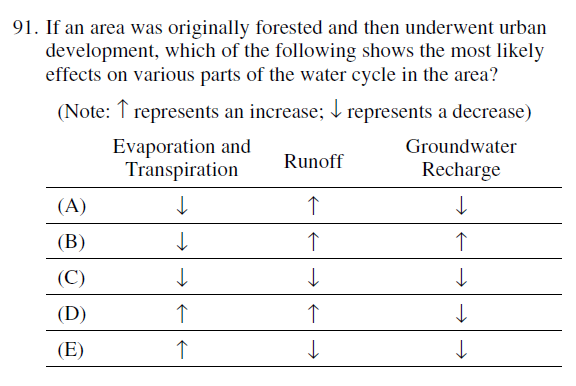 91. If an area was originally forested and then underwent urban
development, which of the following shows the most likely
effects on various parts of the water cycle in the area?
(Note: ↑ represents an increase; ↓ represents a decrease)
Evaporation and Transpiration Runoff Groundwater Recharge
(A) ↓ ↑ ↓
(B) ↓ ↑ ↑
(C) ↓ ↓ ↓
(D) ↑ ↑ ↓
(E) ↑ ↓ ↓